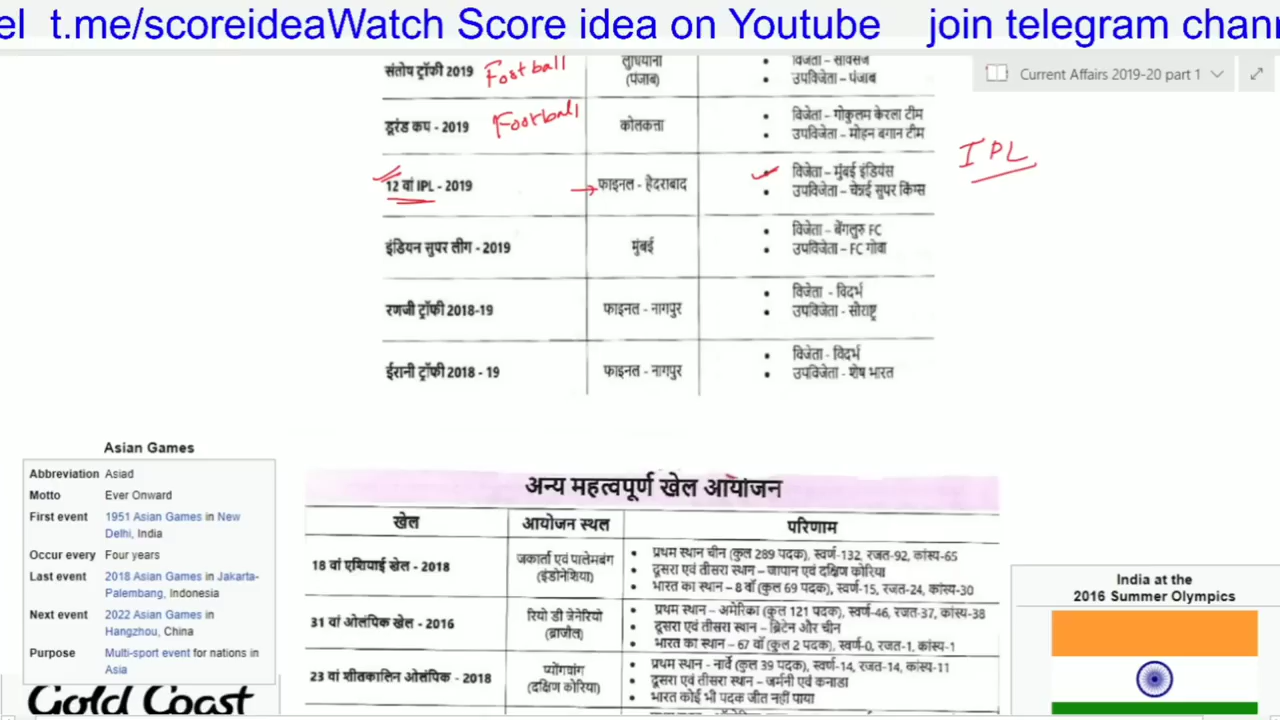 el t.me/scoreideaWatch Score idea on Youtube join telegram chann
Current Affairs 2019-20 part 1
संतोष ट्रॉफी 2019 Football लुधियाना (पंजाब) • विजेता – सर्विसेज
• उपविजेता – पंजाब
डूरंड कप - 2019 Football कोलकत्ता • विजेता – गोकुलम केरला टीम
• उपविजेता – मोहन बगान टीम
IPL
12 वां IPL - 2019 फाइनल - हैदराबाद • विजेता – मुंबई इंडियंस
• उपविजेता – चेन्नई सुपर किंग्स
इंडियन सुपर लीग - 2019 मुंबई • विजेता – बेंगलुरु FC
• उपविजेता – FC गोवा
रणजी ट्रॉफी 2018-19 फाइनल - नागपुर • विजेता - विदर्भ
• उपविजेता - सौराष्ट्र
ईरानी ट्रॉफी 2018 - 19 फाइनल - नागपुर • विजेता - विदर्भ
• उपविजेता - शेष भारत
Asian Games
Abbreviation Asiad
Motto Ever Onward
First event 1951 Asian Games in New
Delhi, India
Occur every Four years
Last event 2018 Asian Games in Jakarta-
Palembang, Indonesia
Next event 2022 Asian Games in
Hangzhou, China
Purpose Multi-sport event for nations in
Asia
Gold Coast
अन्य महत्वपूर्ण खेल आयोजन
खेल आयोजन स्थल परिणाम
18 वां एशियाई खेल - 2018 जकार्ता एवं पालेमबंग (इंडोनेशिया) • प्रथम स्थान चीन (कुल 289 पदक), स्वर्ण-132, रजत-92, कांस्य-65
• दूसरा एवं तीसरा स्थान – जापान एवं दक्षिण कोरिया
• भारत का स्थान – 8 वाँ (कुल 69 पदक), स्वर्ण-15, रजत-24, कांस्य-30
31 वां ओलंपिक खेल - 2016 रियो डी जेनेरियो (ब्राजील) • प्रथम स्थान – अमेरिका (कुल 121 पदक), स्वर्ण-46, रजत-37, कांस्य-38
• दूसरा एवं तीसरा स्थान – ब्रिटेन और चीन
• भारत का स्थान – 67 वाँ (कुल 2 पदक), स्वर्ण-0, रजत-1, कांस्य-1
23 वां शीतकालिन ओलंपिक - 2018 प्योंगचांग (दक्षिण कोरिया) • प्रथम स्थान - नार्वे (कुल 39 पदक), स्वर्ण-14, रजत-14, कांस्य-11
• दूसरा एवं तीसरा स्थान – जर्मनी एवं कनाडा
• भारत कोई भी पदक जीत नहीं पाया
India at the
2016 Summer Olympics